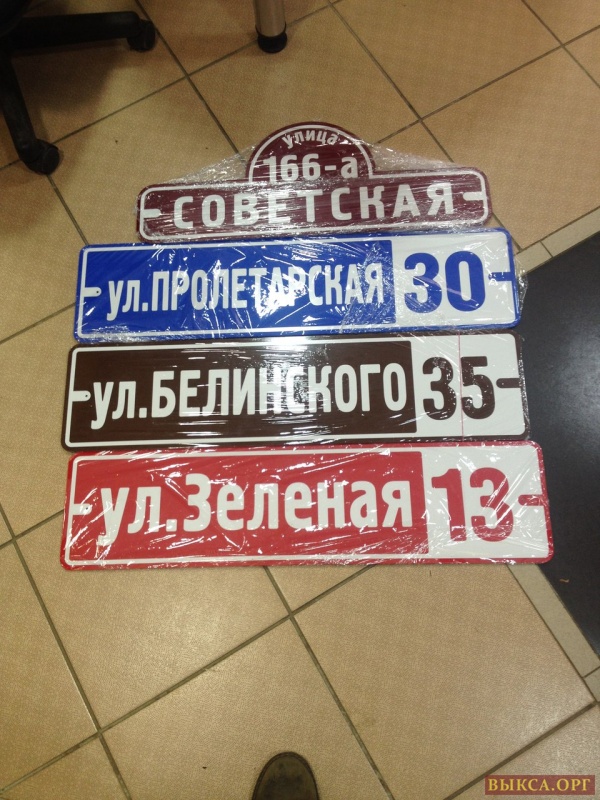 улица
166-а
СОВЕТСКАЯ
ул.ПРОЛЕТАРСКАЯ 30
ул.БЕЛИНСКОГО 35
ул.Зеленая 13
ВЫКСА.ОРГ